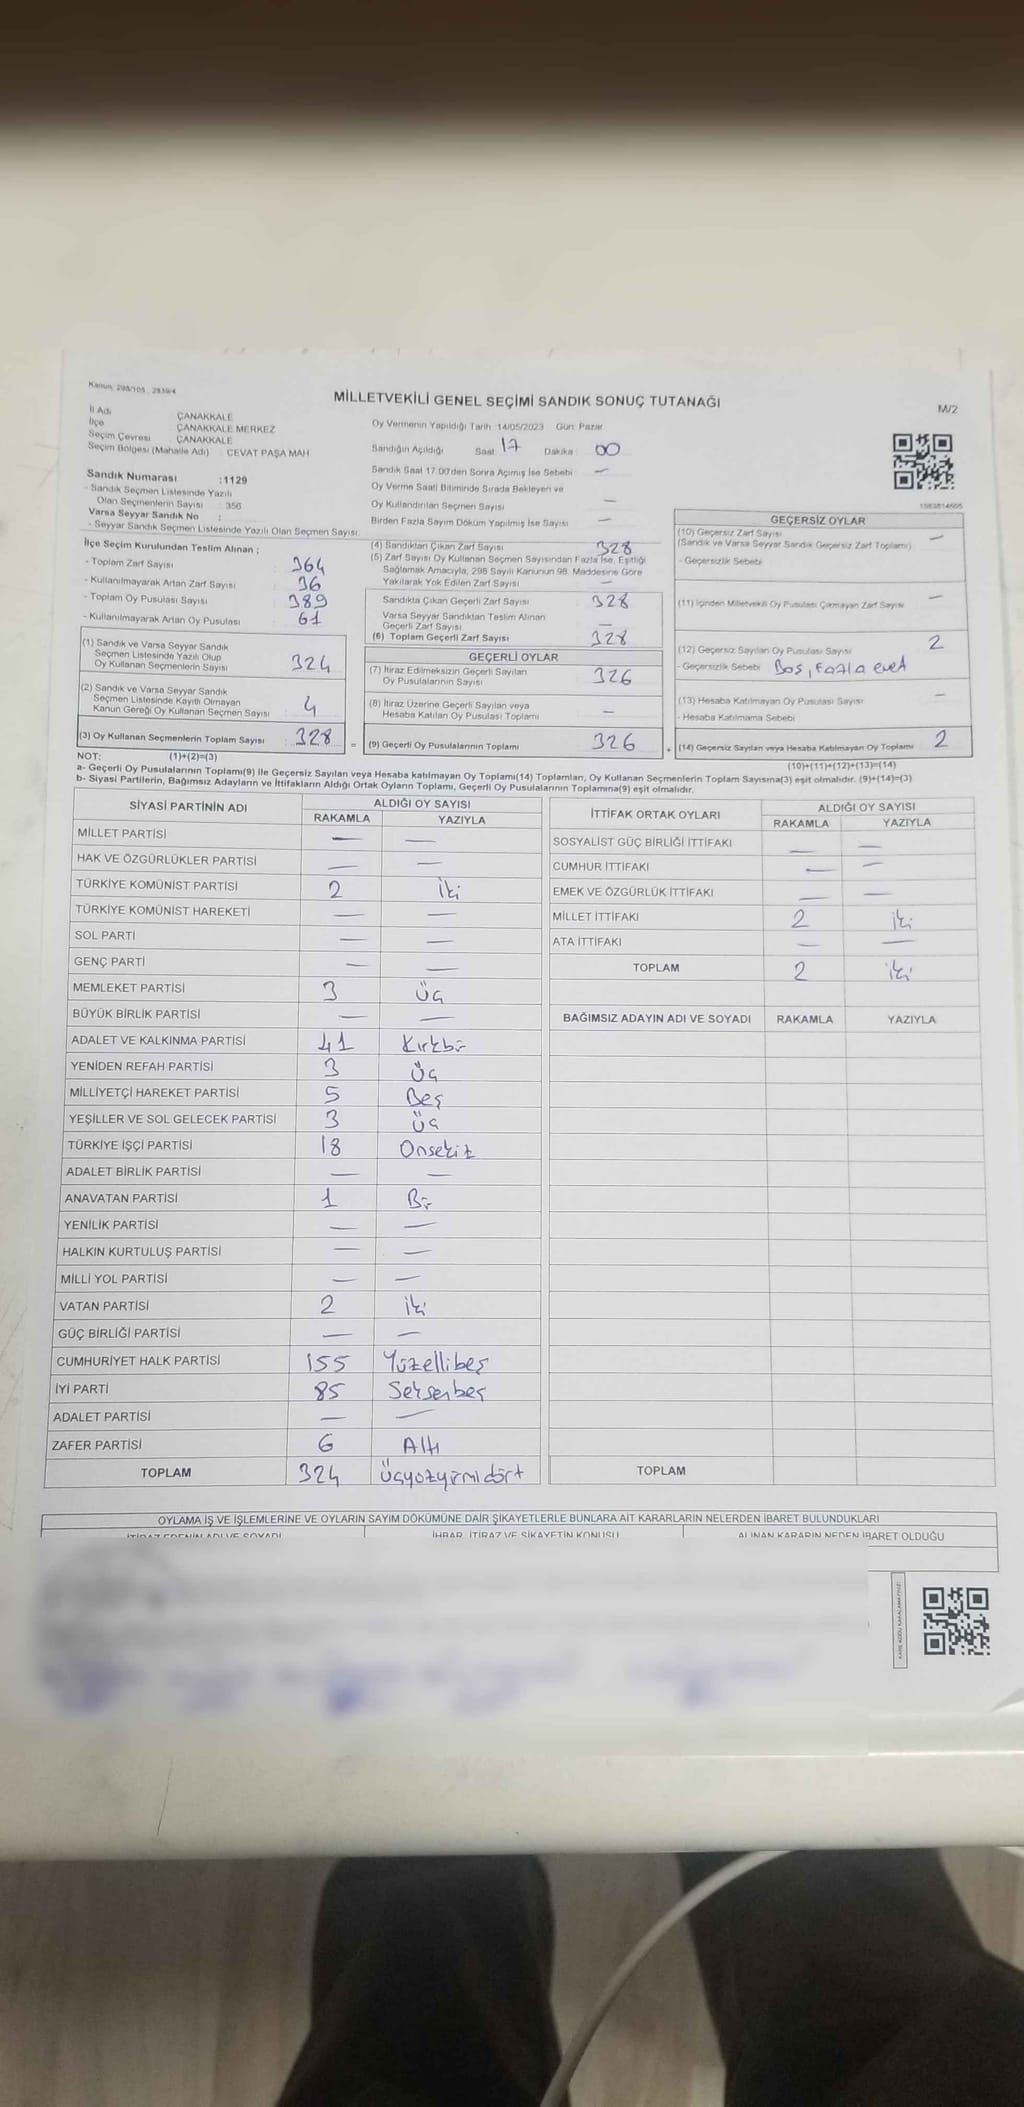 Kanun: 298/105 , 2839/4
MİLLETVEKİLİ GENEL SEÇİMİ SANDIK SONUÇ TUTANAĞI
M/2
İl Adı ÇANAKKALE
İlçe ÇANAKKALE MERKEZ
Seçim Çevresi : ÇANAKKALE
Seçim Bölgesi (Mahalle Adı) : CEVAT PAŞA MAH.
Sandık Numarası :1129
- Sandık Seçmen Listesinde Yazılı
Olan Seçmenlerin Sayısı : 356
Varsa Seyyar Sandık No :
- Seyyar Sandık Seçmen Listesinde Yazılı Olan Seçmen Sayısı:
Oy Vermenin Yapıldığı Tarih: 14/05/2023 Gün: Pazar
Sandığın Açıldığı Saat 17 Dakika : 00
Sandık Saat 17:00'den Sonra Açımış İse Sebebi : —
Oy Verme Saati Bitiminde Sırada Bekleyen ve
Oy Kullandırılan Seçmen Sayısı —
Birden Fazla Sayım Döküm Yapılmış İse Sayısı —
1583814605
İlçe Seçim Kurulundan Teslim Alınan ;
- Toplam Zarf Sayısı : 364
- Kullanılmayarak Artan Zarf Sayısı : 36
- Toplam Oy Pusulası Sayısı : 389
- Kullanılmayarak Artan Oy Pusulası : 61
(1) Sandık ve Varsa Seyyar Sandık
Seçmen Listesinde Yazılı Olup
Oy Kullanan Seçmenlerin Sayısı : 324
(2) Sandık ve Varsa Seyyar Sandık
Seçmen Listesinde Kayıtlı Olmayan
Kanun Gereği Oy Kullanan Seçmen Sayısı : 4
(3) Oy Kullanan Seçmenlerin Toplam Sayısı : 328
(4) Sandıktan Çıkan Zarf Sayısı 328
(5) Zarf Sayısı Oy Kullanan Seçmen Sayısından Fazla İse, Eşitliği
Sağlamak Amacıyla, 298 Sayılı Kanunun 98. Maddesine Göre
Yakılarak Yok Edilen Zarf Sayısı —
Sandıkta Çıkan Geçerli Zarf Sayısı 328
Varsa Seyyar Sandıktan Teslim Alınan
Geçerli Zarf Sayısı —
(6) Toplam Geçerli Zarf Sayısı 328
GEÇERLİ OYLAR
(7) İtiraz Edilmeksizin Geçerli Sayılan
Oy Pusulalarının Sayısı 326
(8) İtiraz Üzerine Geçerli Sayılan veya
Hesaba Katılan Oy Pusulası Toplamı —
= (9) Geçerli Oy Pusulalarının Toplamı 326 +
GEÇERSİZ OYLAR
(10) Geçersiz Zarf Sayısı —
(Sandık ve Varsa Seyyar Sandık Geçersiz Zarf Toplamı)
- Geçersizlik Sebebi
(11) İçinden Milletvekili Oy Pusulası Çıkmayan Zarf Sayısı —
(12) Geçersiz Sayılan Oy Pusulası Sayısı 2
- Geçersizlik Sebebi Boş, Fazla evet
(13) Hesaba Katılmayan Oy Pusulası Sayısı —
- Hesaba Katılmama Sebebi
(14) Geçersiz Sayılan veya Hesaba Katılmayan Oy Toplamı 2
NOT: (1)+(2)=(3)
(10)+(11)+(12)+(13)=(14)
a- Geçerli Oy Pusulalarının Toplamı(9) ile Geçersiz Sayılan veya Hesaba katılmayan Oy Toplamı(14) Toplamları, Oy Kullanan Seçmenlerin Toplam Sayısına(3) eşit olmalıdır. (9)+(14)=(3)
b- Siyasi Partilerin, Bağımsız Adayların ve İttifakların Aldığı Ortak Oyların Toplamı, Geçerli Oy Pusulalarının Toplamına(9) eşit olmalıdır.
SİYASİ PARTİNİN ADI ALDIĞI OY SAYISI
RAKAMLA YAZIYLA
MİLLET PARTİSİ — —
HAK VE ÖZGÜRLÜKLER PARTİSİ — —
TÜRKİYE KOMÜNİST PARTİSİ 2 İki
TÜRKİYE KOMÜNİST HAREKETİ — —
SOL PARTİ — —
GENÇ PARTİ — —
MEMLEKET PARTİSİ 3 Üç
BÜYÜK BİRLİK PARTİSİ — —
ADALET VE KALKINMA PARTİSİ 41 Kırkbir
YENİDEN REFAH PARTİSİ 3 Üç
MİLLİYETÇİ HAREKET PARTİSİ 5 Beş
YEŞİLLER VE SOL GELECEK PARTİSİ 3 Üç
TÜRKİYE İŞÇİ PARTİSİ 18 Onsekiz
ADALET BİRLİK PARTİSİ — —
ANAVATAN PARTİSİ 1 Bir
YENİLİK PARTİSİ — —
HALKIN KURTULUŞ PARTİSİ — —
MİLLİ YOL PARTİSİ — —
VATAN PARTİSİ 2 İki
GÜÇ BİRLİĞİ PARTİSİ — —
CUMHURİYET HALK PARTİSİ 155 Yüzellibeş
İYİ PARTİ 85 Seksenbeş
ADALET PARTİSİ — —
ZAFER PARTİSİ 6 Altı
TOPLAM 324 Üçyüzyirmidört
İTTİFAK ORTAK OYLARI ALDIĞI OY SAYISI
RAKAMLA YAZIYLA
SOSYALİST GÜÇ BİRLİĞİ İTTİFAKI — —
CUMHUR İTTİFAKI — —
EMEK VE ÖZGÜRLÜK İTTİFAKI — —
MİLLET İTTİFAKI 2 iki
ATA İTTİFAKI — —
TOPLAM 2 iki
BAĞIMSIZ ADAYIN ADI VE SOYADI RAKAMLA YAZIYLA
TOPLAM
OYLAMA İŞ VE İŞLEMLERİNE VE OYLARIN SAYIM DÖKÜMÜNE DAİR ŞİKAYETLERLE BUNLARA AİT KARARLARIN NELERDEN İBARET BULUNDUKLARI
İTİRAZ EDENİN ADI VE SOYADI İHBAR, İTİRAZ VE ŞİKAYETİN KONUSU ALINAN KARARIN NEDEN İBARET OLDUĞU